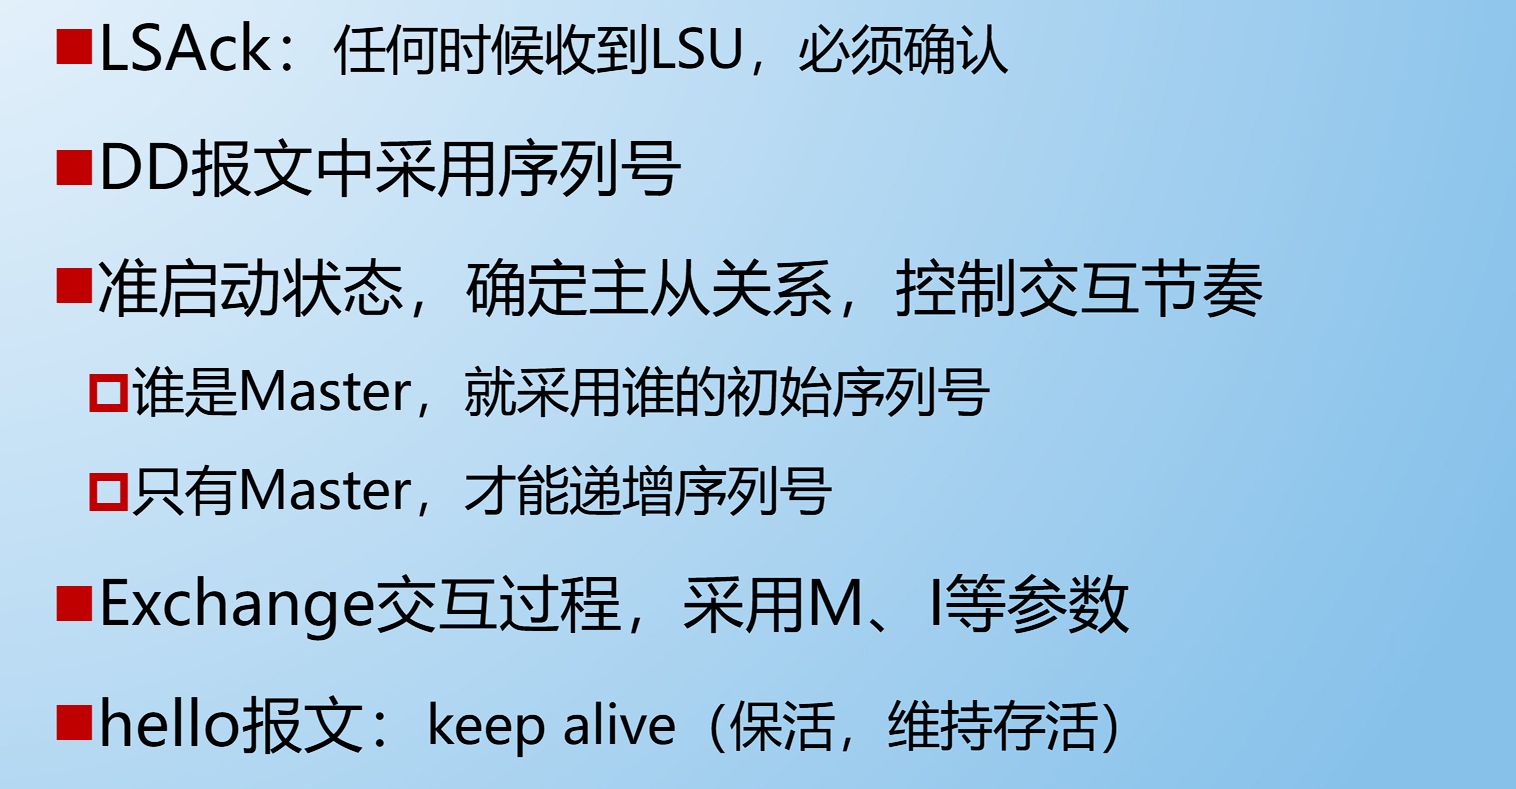 LSAck：任何时候收到LSU，必须确认
DD报文中采用序列号
准启动状态，确定主从关系，控制交互节奏
谁是Master，就采用谁的初始序列号
只有Master，才能递增序列号
Exchange交互过程，采用M、I等参数
hello报文：keep alive（保活，维持存活）